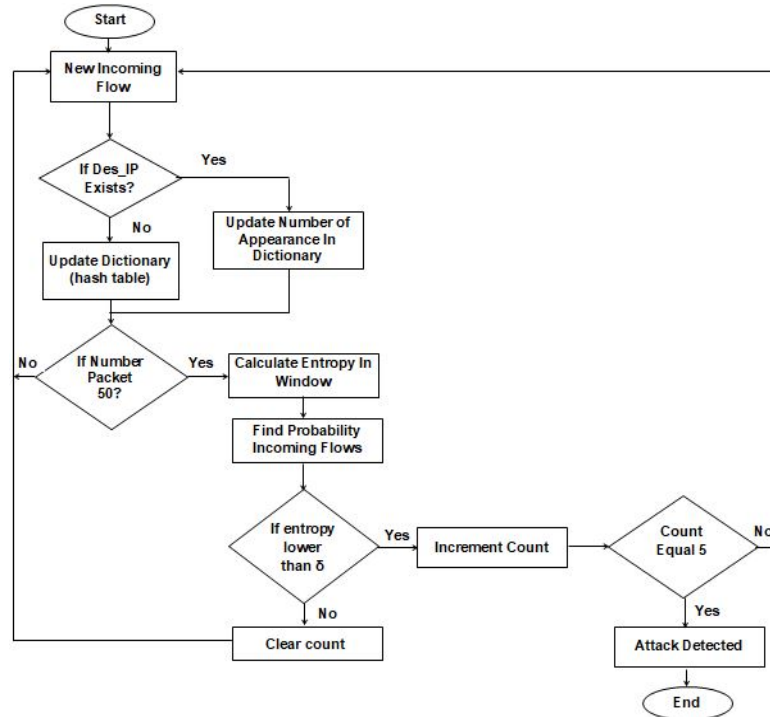 Start
New Incoming
Flow
If Des_IP
Exists?
Yes
No
Update Number of
Appearance In
Dictionary
Update Dictionary
(hash table)
If Number
Packet
50?
No
Yes
Calculate Entropy In
Window
Find Probability
Incoming Flows
If entropy
lower
than δ
Yes
Increment Count
Count
Equal 5
No
No
Clear count
Yes
Attack Detected
End